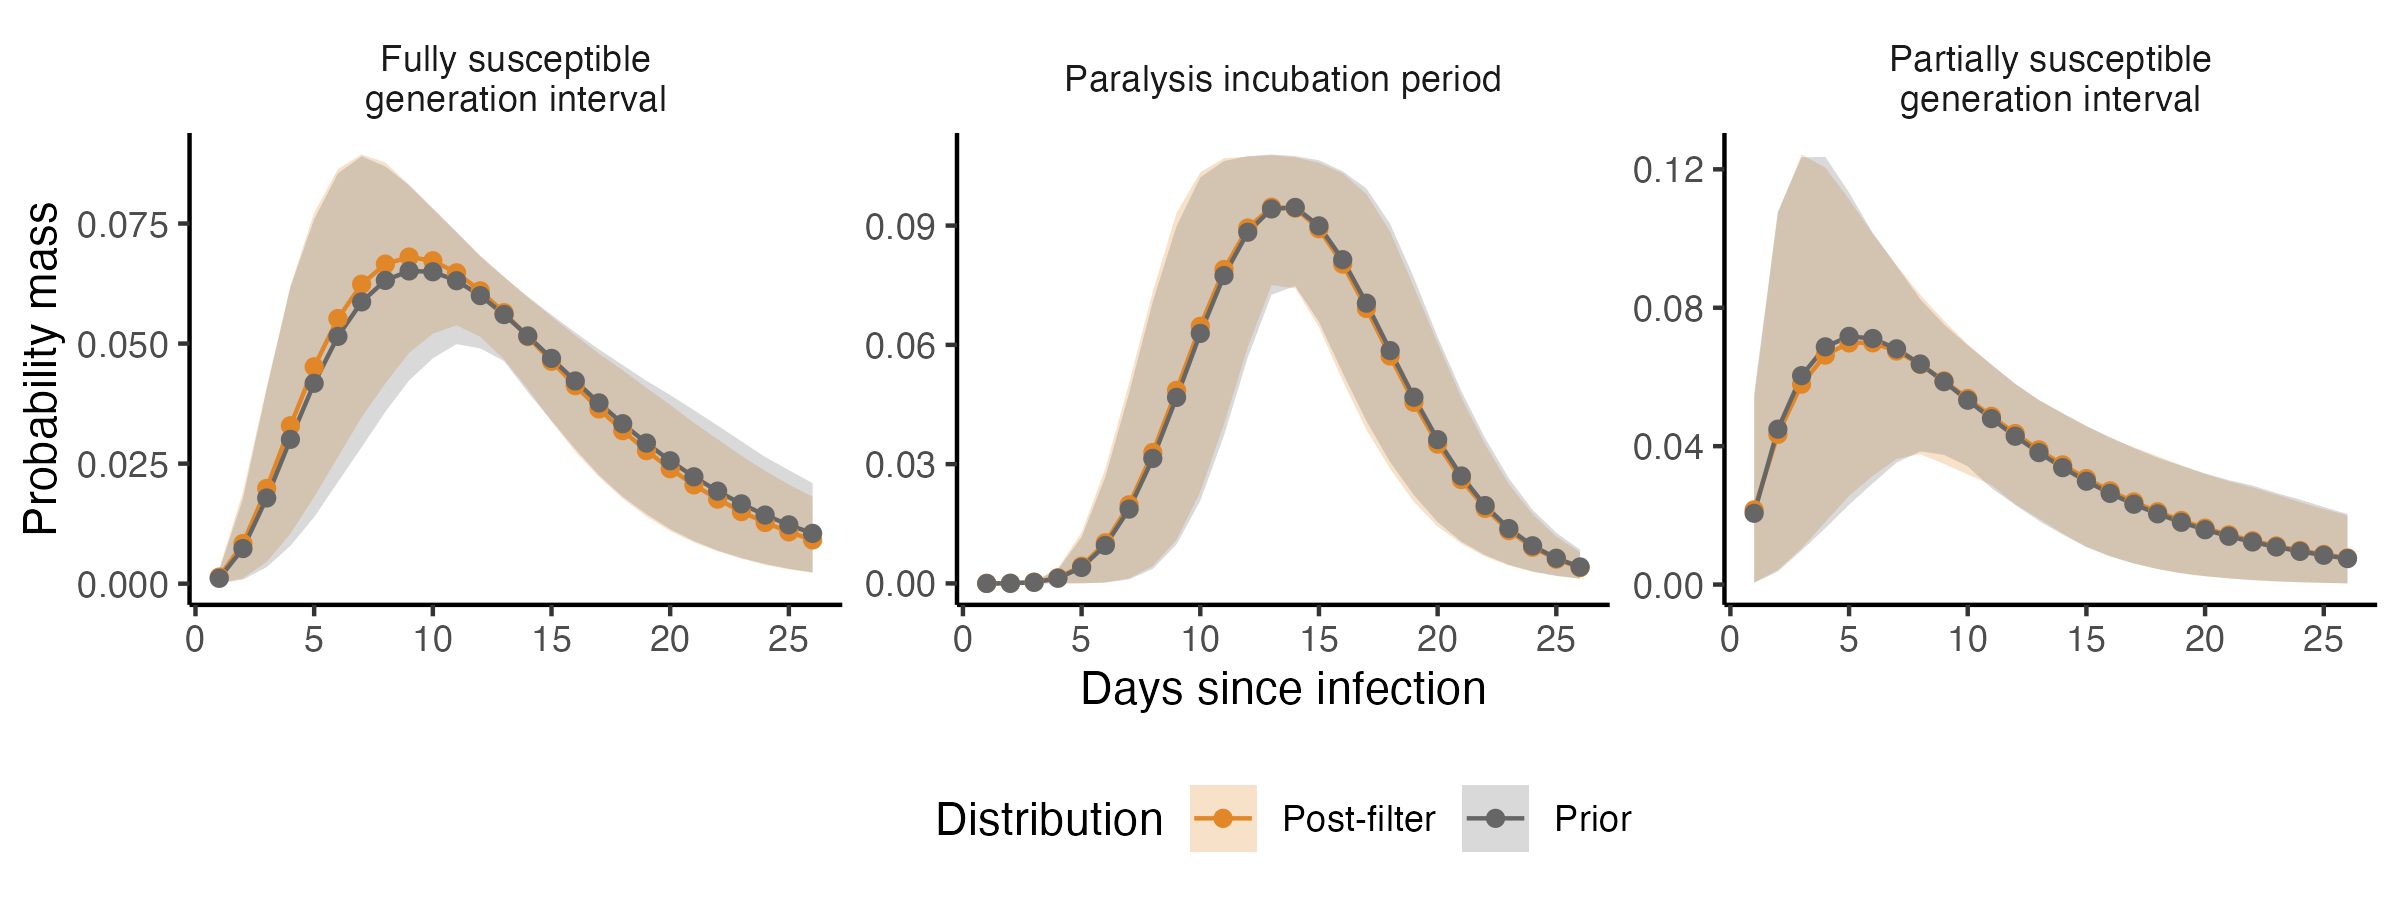 Fully susceptible
generation interval
Paralysis incubation period
Partially susceptible
generation interval
Probability mass
0.075
0.050
0.025
0.000
0 5 10 15 20 25
0.09
0.06
0.03
0.00
0 5 10 15 20 25
0.12
0.08
0.04
0.00
0 5 10 15 20 25
Days since infection
Distribution Post-filter Prior